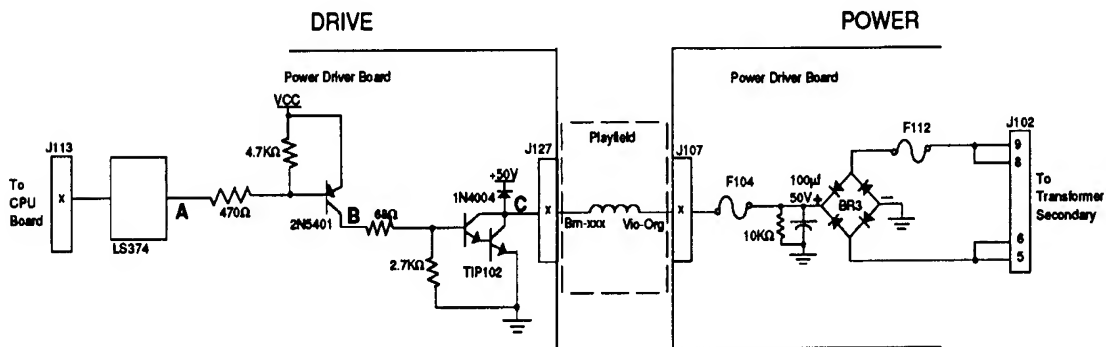 DRIVE
POWER
Power Driver Board
Power Driver Board
VCC
J113
4.7KΩ
J127
Playfield
J107
F112
J102
9
8
+50V
F104
100µf
50V+
To
CPU
Board
x
A
470Ω
2N5401
B
68Ω
1N4004
C
x
Brn-xxx
Vio-Org
x
BR3
−
To
Transformer
Secondary
10KΩ
LS374
2.7KΩ
TIP102
6
5